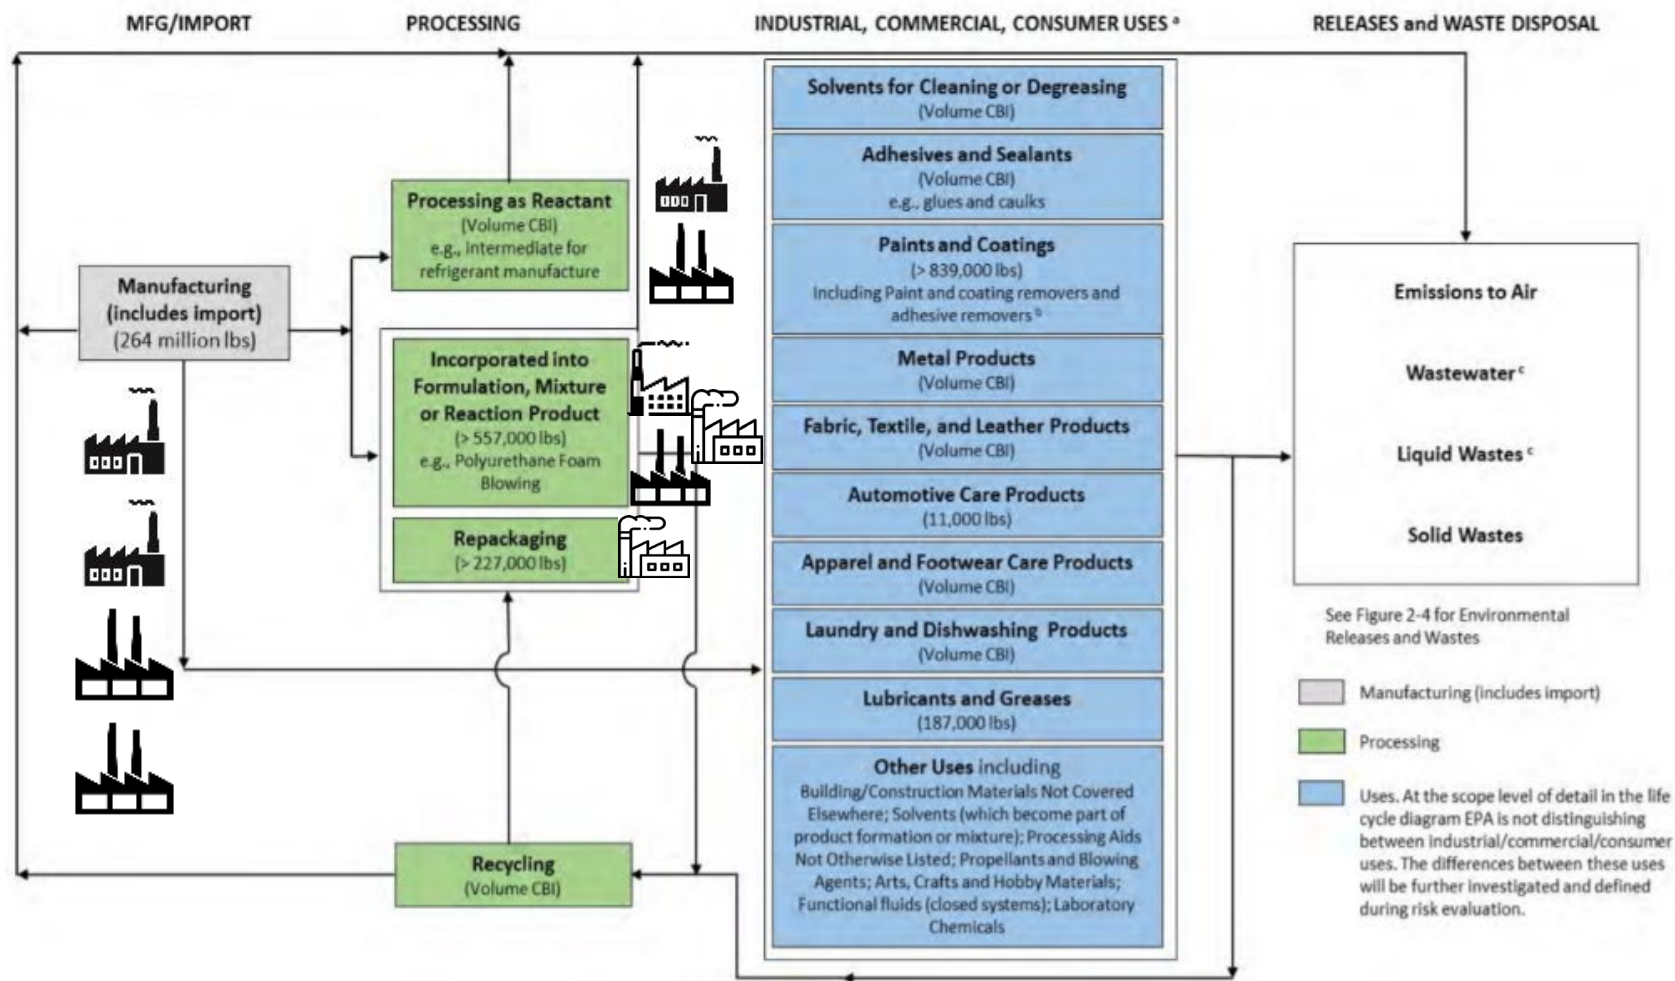 MFG/IMPORT
PROCESSING
INDUSTRIAL, COMMERCIAL, CONSUMER USES a
RELEASES and WASTE DISPOSAL
Manufacturing
(includes import)
(264 million lbs)
Processing as Reactant
(Volume CBI)
e.g., Intermediate for
refrigerant manufacture
Incorporated into
Formulation, Mixture
or Reaction Product
(> 557,000 lbs)
e.g., Polyurethane Foam
Blowing
Repackaging
(> 227,000 lbs)
Recycling
(Volume CBI)
Solvents for Cleaning or Degreasing
(Volume CBI)
Adhesives and Sealants
(Volume CBI)
e.g., glues and caulks
Paints and Coatings
(> 839,000 lbs)
Including Paint and coating removers and
adhesive removers b
Metal Products
(Volume CBI)
Fabric, Textile, and Leather Products
(Volume CBI)
Automotive Care Products
(11,000 lbs)
Apparel and Footwear Care Products
(Volume CBI)
Laundry and Dishwashing Products
(Volume CBI)
Lubricants and Greases
(187,000 lbs)
Other Uses including
Building/Construction Materials Not Covered
Elsewhere; Solvents (which become part of
product formation or mixture); Processing Aids
Not Otherwise Listed; Propellants and Blowing
Agents; Arts, Crafts and Hobby Materials;
Functional fluids (closed systems); Laboratory
Chemicals
Emissions to Air
Wastewater c
Liquid Wastes c
Solid Wastes
See Figure 2-4 for Environmental
Releases and Wastes
Manufacturing (includes import)
Processing
Uses. At the scope level of detail in the life
cycle diagram EPA is not distinguishing
between industrial/commercial/consumer
uses. The differences between these uses
will be further investigated and defined
during risk evaluation.